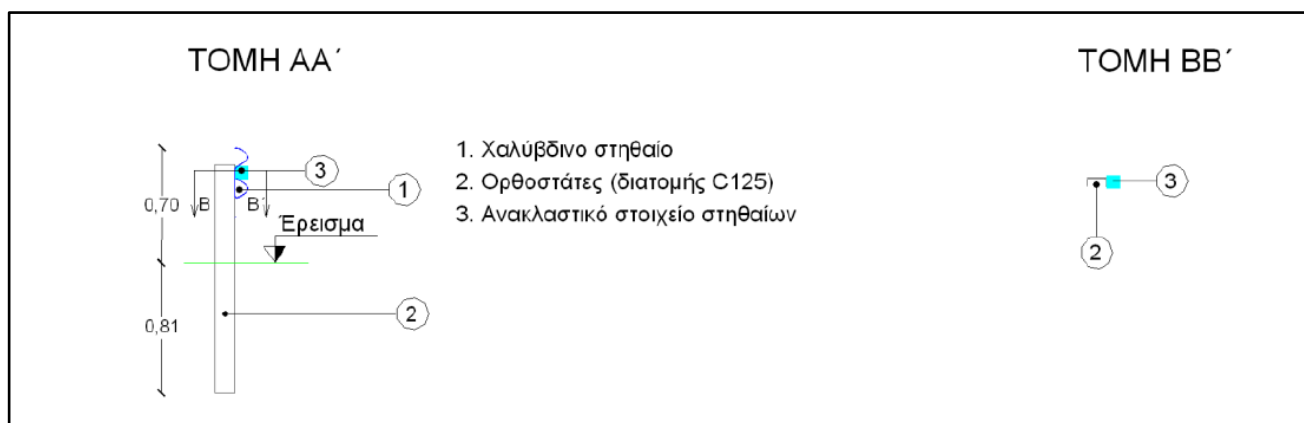 ΤΟΜΗ ΑΑ΄
ΤΟΜΗ ΒΒ΄
1. Χαλύβδινο στηθαίο
2. Ορθοστάτες (διατομής C125)
3. Ανακλαστικό στοιχείο στηθαίων
3
1
0,70
Β
Β΄
Έρεισμα
2
0,81
3
2